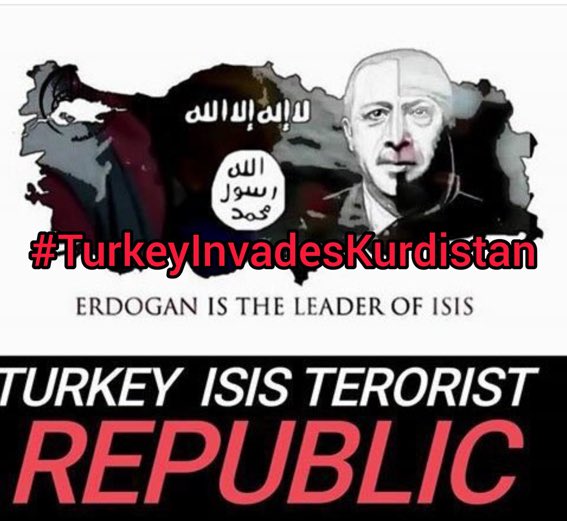 لا إله إلا الله
الله
رسول
محمد
#TurkeyInvadesKurdistan
ERDOGAN IS THE LEADER OF ISIS
TURKEY ISIS TERORIST
REPUBLIC